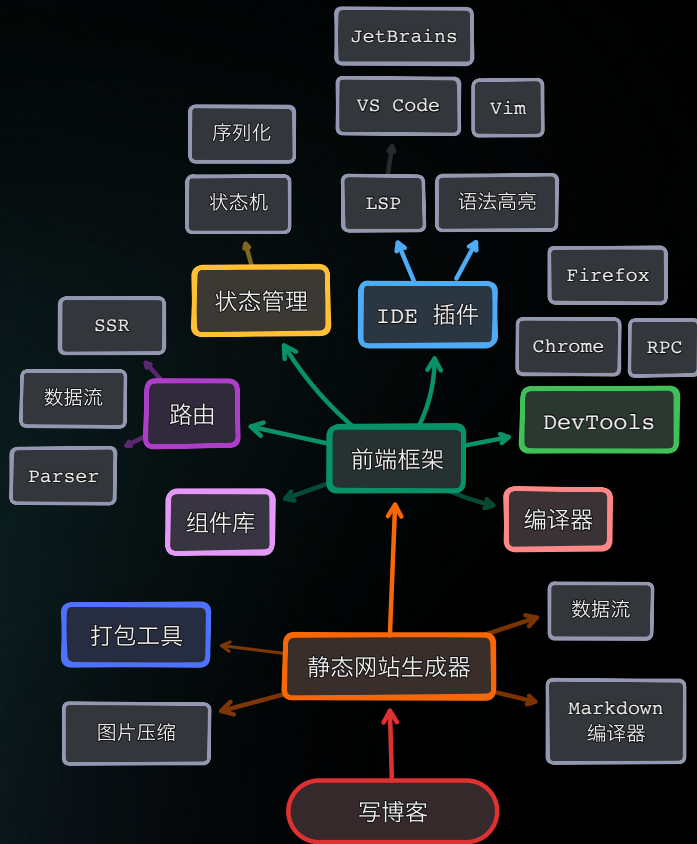 JetBrains
VS Code
Vim
序列化
状态机
LSP
语法高亮
Firefox
状态管理
IDE 插件
SSR
Chrome
RPC
数据流
路由
DevTools
Parser
前端框架
组件库
编译器
打包工具
数据流
静态网站生成器
图片压缩
Markdown
编译器
写博客